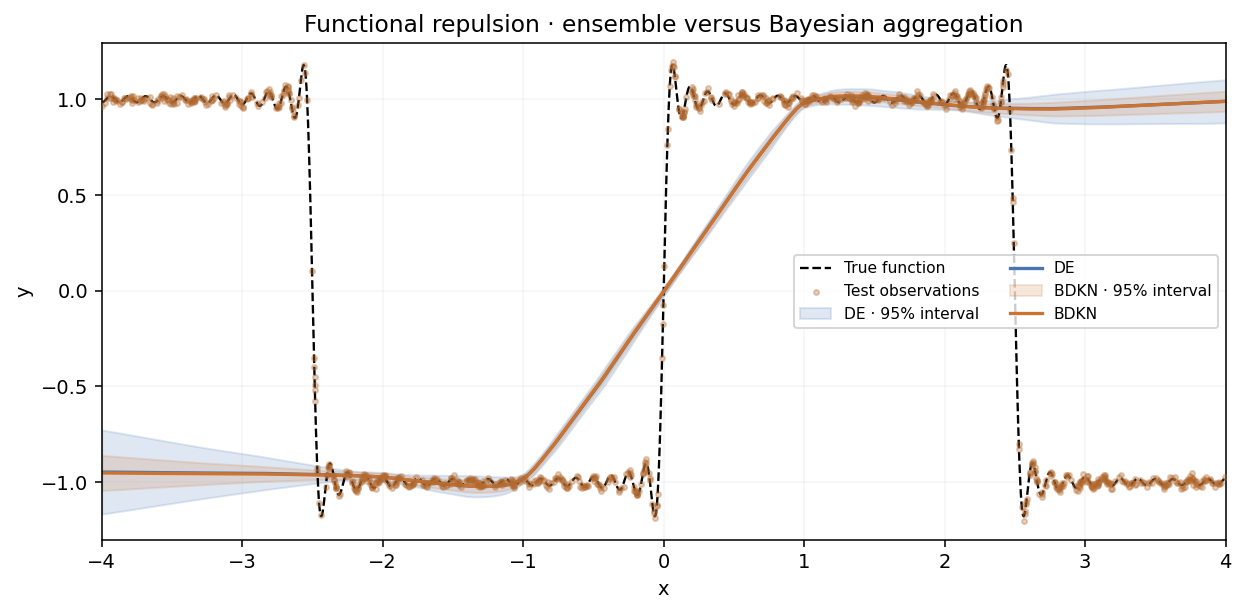 Functional repulsion · ensemble versus Bayesian aggregation
y
1.0
0.5
0.0
−0.5
−1.0
True function
Test observations
DE · 95% interval
DE
BDKN · 95% interval
BDKN
−4 −3 −2 −1 0 1 2 3 4
x